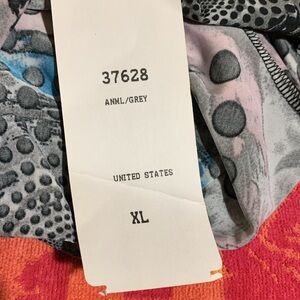 37628
ANML/GREY
UNITED STATES
XL